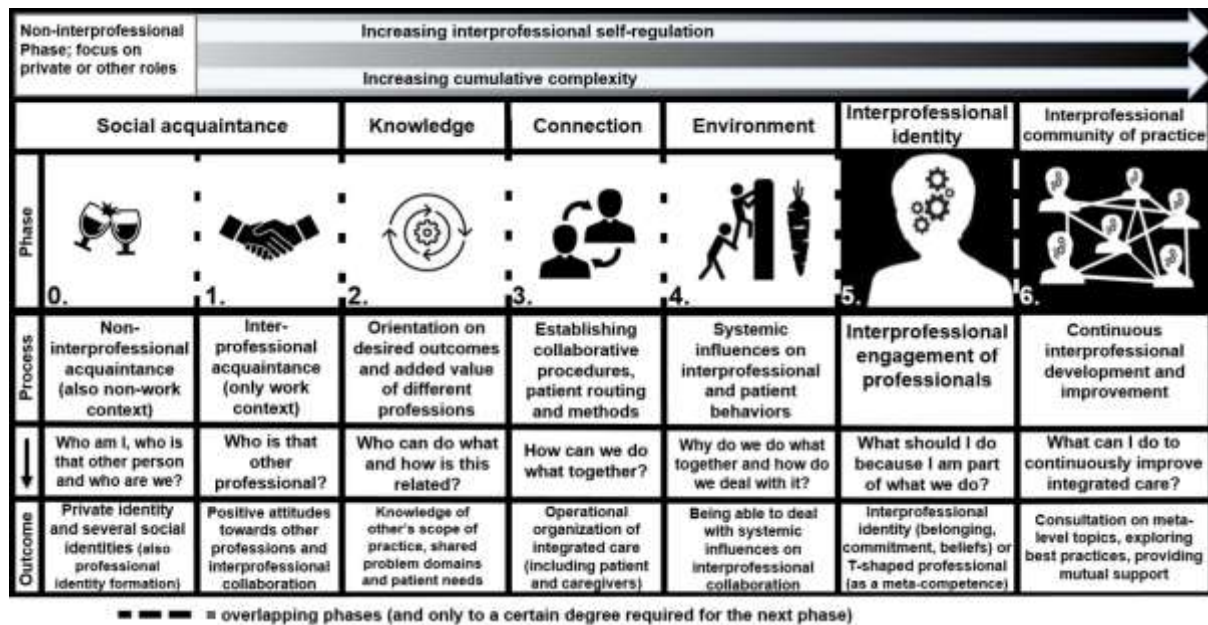 Non-interprofessional
Phase; focus on
private or other roles
Increasing interprofessional self-regulation
Increasing cumulative complexity
Social acquaintance
Knowledge
Connection
Environment
Interprofessional
identity
Interprofessional
community of practice
Phase
0.
1.
2.
3.
4.
5.
6.
Process
Non-
interprofessional
acquaintance
(also non-work
context)
Inter-
professional
acquaintance
(only work
context)
Orientation on
desired outcomes
and added value
of different
professions
Establishing
collaborative
procedures,
patient routing
and methods
Systemic
influences on
interprofessional
and patient
behaviors
Interprofessional
engagement of
professionals
Continuous
interprofessional
development and
improvement
Who am I, who is
that other person
and who are we?
Who is that
other
professional?
Who can do what
and how is this
related?
How can we do
what together?
Why do we do what
together and how do
we deal with it?
What should I do
because I am part
of what we do?
What can I do to
continuously improve
integrated care?
Outcome
Private identity
and several social
identities (also
professional
identity formation)
Positive attitudes
towards other
professions and
interprofessional
collaboration
Knowledge of
other's scope of
practice, shared
problem domains
and patient needs
Operational
organization of
integrated care
(including patient
and caregivers)
Being able to deal
with systemic
influences on
interprofessional
collaboration
Interprofessional
identity (belonging,
commitment, beliefs) or
T-shaped professional
(as a meta-competence)
Consultation on meta-
level topics, exploring
best practices, providing
mutual support
= overlapping phases (and only to a certain degree required for the next phase)